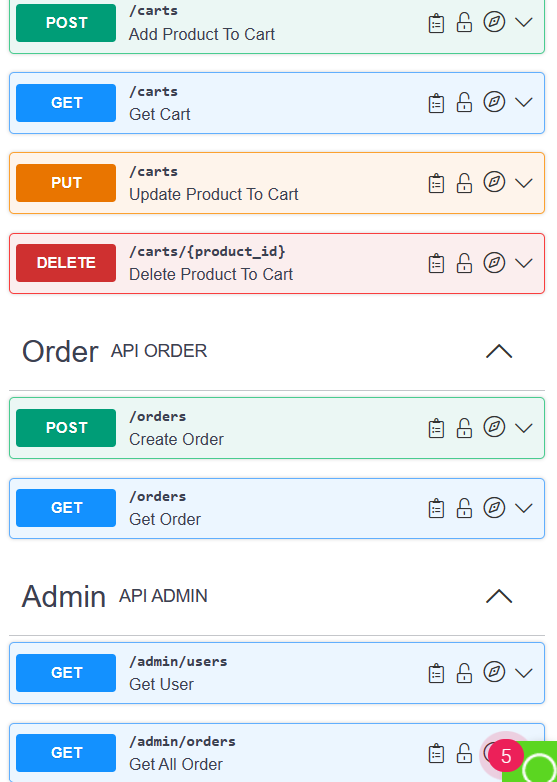 POST
/carts
Add Product To Cart
GET
/carts
Get Cart
PUT
/carts
Update Product To Cart
DELETE
/carts/{product_id}
Delete Product To Cart
Order API ORDER
POST
/orders
Create Order
GET
/orders
Get Order
Admin API ADMIN
GET
/admin/users
Get User
GET
/admin/orders
Get All Order
5